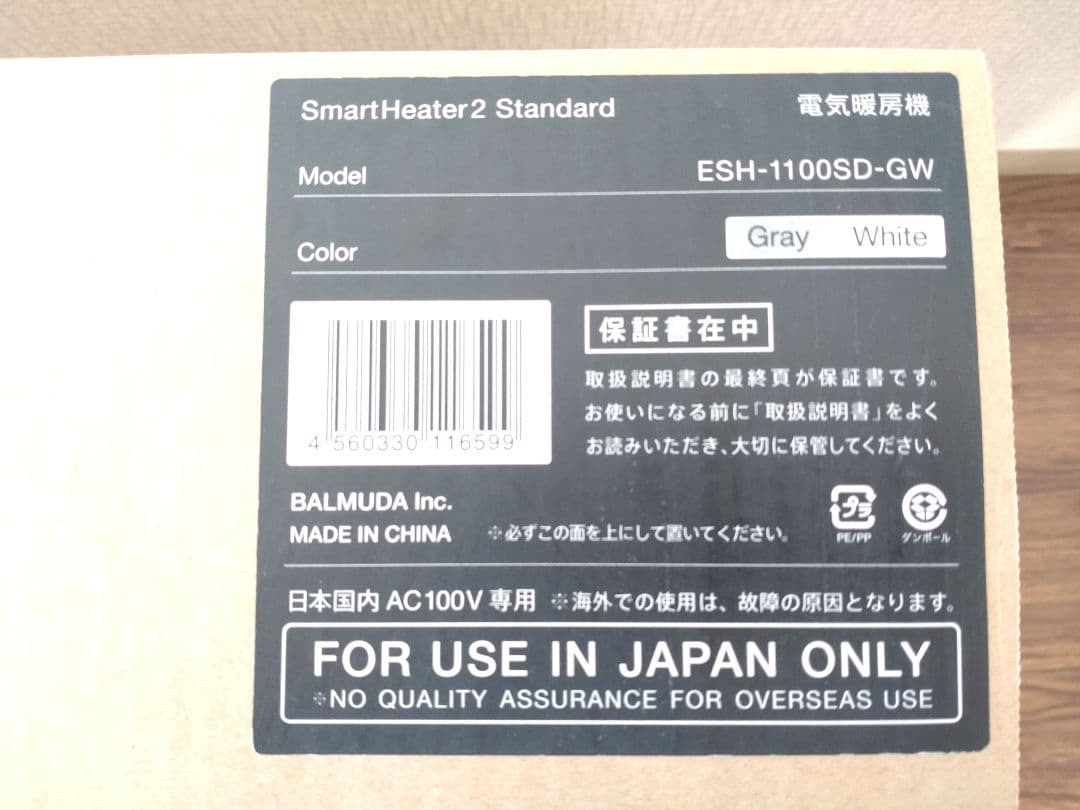 SmartHeater2 Standard 電気暖房機
Model ESH-1100SD-GW
Color Gray White
保証書在中
取扱説明書の最終頁が保証書です。
お使いになる前に「取扱説明書」をよく
お読みいただき、大切に保管してください。
4 560330 116599
BALMUDA Inc.
MADE IN CHINA ※必ずこの面を上にして置いてください。
プラ
PE/PP
ダンボール
日本国内 AC100V 専用 ※海外での使用は、故障の原因となります。
FOR USE IN JAPAN ONLY
※NO QUALITY ASSURANCE FOR OVERSEAS USE